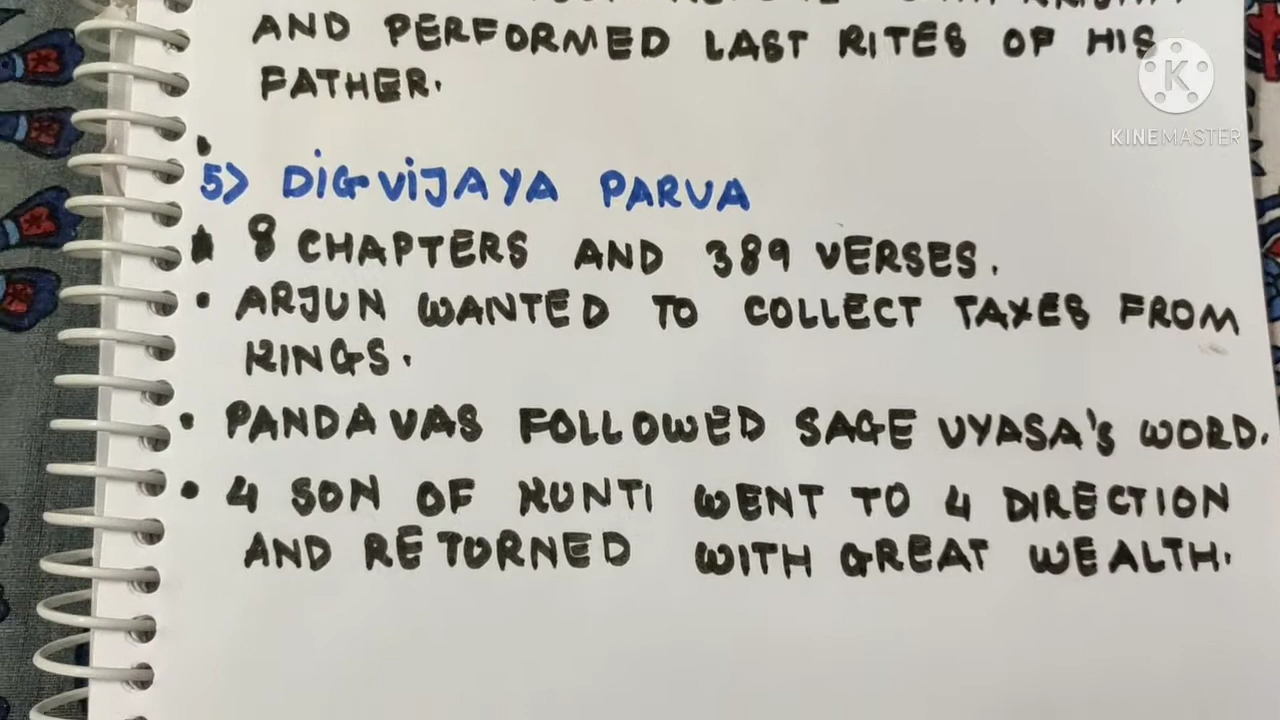 AND PERFORMED LAST RITES OF HIS
FATHER.
5> DIGVIJAYA PARVA
8 CHAPTERS AND 389 VERSES.
• ARJUN WANTED TO COLLECT TAXES FROM
KINGS.
• PANDAVAS FOLLOWED SAGE VYASA'S WORD.
• 4 SON OF KUNTI WENT TO 4 DIRECTION
AND RETORNED WITH GREAT WEALTH.
K
KINEMASTER